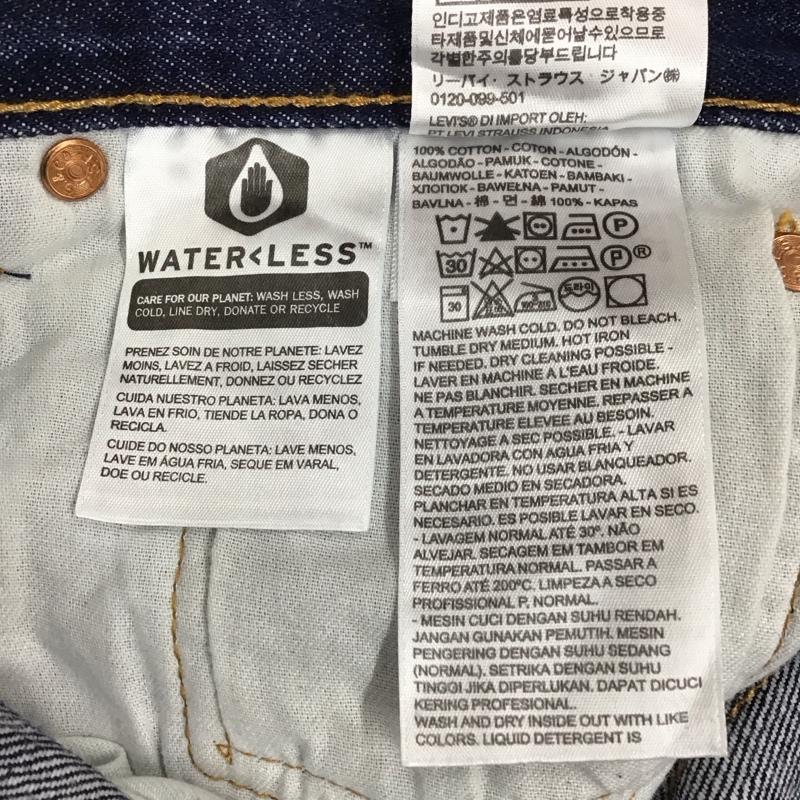 인디고제품은염료특성으로착용중
타제품및신체에묻어날수있으므로
각별한주의를당부드립니다
リーバイ・ストラウス ジャパン㈱
0120-099-501
LEVI'S® DI IMPORT OLEH:
PT LEVI STRAUSS INDONESIA
WATER<LESS™
CARE FOR OUR PLANET: WASH LESS, WASH
COLD, LINE DRY, DONATE OR RECYCLE
PRENEZ SOIN DE NOTRE PLANETE: LAVEZ
MOINS, LAVEZ A FROID, LAISSEZ SECHER
NATURELLEMENT, DONNEZ OU RECYCLEZ
CUIDA NUESTRO PLANETA: LAVA MENOS,
LAVA EN FRIO, TIENDE LA ROPA, DONA O
RECICLA.
CUIDE DO NOSSO PLANETA: LAVE MENOS,
LAVE EM ÁGUA FRIA, SEQUE EM VARAL,
DOE OU RECICLE.
100% COTTON - COTON - ALGODÓN -
ALGODÃO - PAMUK - COTONE -
BAUMWOLLE - KATOEN - BAMBAKI -
ХЛОПОК - BAWEŁNA - PAMUT -
BAVLNA - 棉 - 면 - 綿 100% - KAPAS
P
30 P ®
30 드라이
MACHINE WASH COLD. DO NOT BLEACH.
TUMBLE DRY MEDIUM. HOT IRON
IF NEEDED. DRY CLEANING POSSIBLE -
LAVER EN MACHINE A L'EAU FROIDE.
NE PAS BLANCHIR. SECHER EN MACHINE
A TEMPERATURE MOYENNE. REPASSER A
TEMPERATURE ELEVEE AU BESOIN.
NETTOYAGE A SEC POSSIBLE. - LAVAR
EN LAVADORA CON AGUA FRIA Y
DETERGENTE. NO USAR BLANQUEADOR.
SECADO MEDIO EN SECADORA.
PLANCHAR EN TEMPERATURA ALTA SI ES
NECESARIO. ES POSIBLE LAVAR EN SECO.
- LAVAGEM NORMAL ATÉ 30º. NÃO
ALVEJAR. SECAGEM EM TAMBOR EM
TEMPERATURA NORMAL. PASSAR A
FERRO ATÉ 200ºC. LIMPEZA A SECO
PROFISSIONAL P, NORMAL.
- MESIN CUCI DENGAN SUHU RENDAH.
JANGAN GUNAKAN PEMUTIH. MESIN
PENGERING DENGAN SUHU SEDANG
(NORMAL). SETRIKA DENGAN SUHU
TINGGI JIKA DIPERLUKAN. DAPAT DICUCI
KERING PROFESIONAL.
WASH AND DRY INSIDE OUT WITH LIKE
COLORS. LIQUID DETERGENT IS